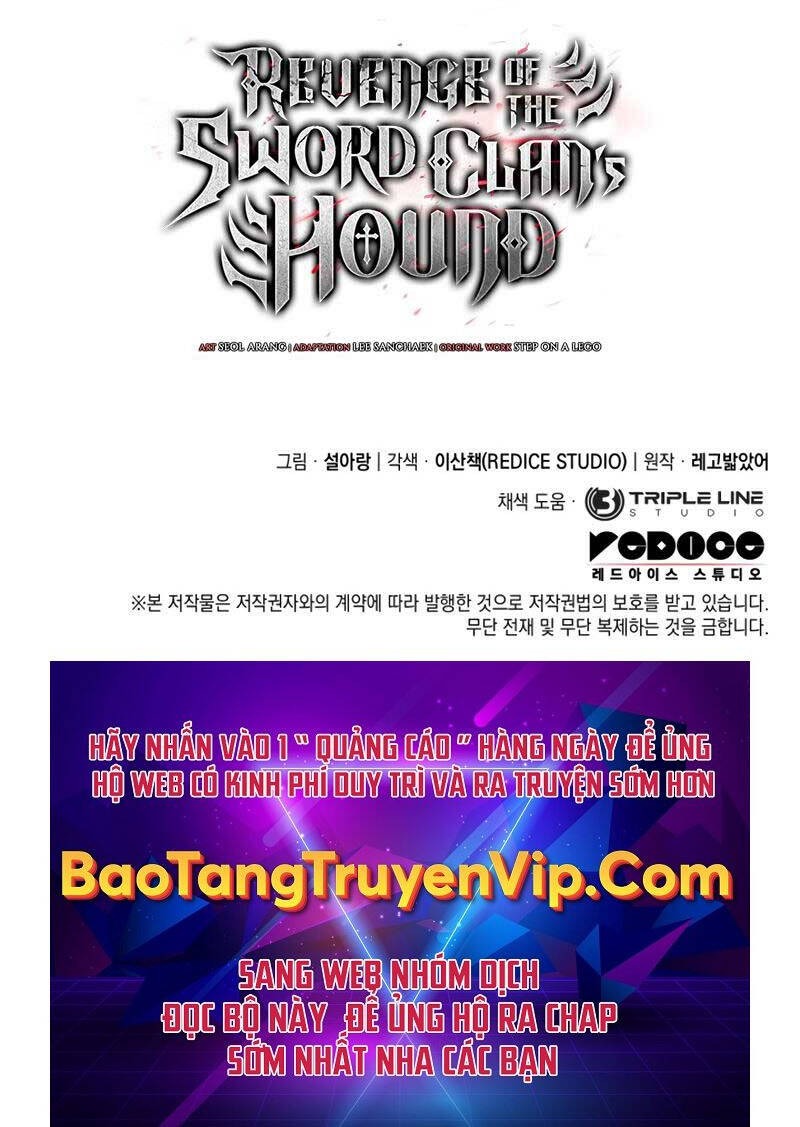 REVENGE OF THE
SWORD CLAN's
HOUND
ART SEOL ARANG | ADAPTATION LEE SANCHAEK | ORIGINAL WORK STEP ON A LEGO
그림 · 설아랑 | 각색 · 이산책(REDICE STUDIO) | 원작 · 레고밟았어
채색 도움 · 3 TRIPLE LINE
STUDIO
REDICE
레드아이스 스튜디오
※본 저작물은 저작권자와의 계약에 따라 발행한 것으로 저작권법의 보호를 받고 있습니다.
무단 전재 및 무단 복제하는 것을 금합니다.
HÃY NHẤN VÀO 1 " QUẢNG CÁO " HÀNG NGÀY ĐỂ ỦNG
HỘ WEB CÓ KINH PHÍ DUY TRÌ VÀ RA TRUYỆN SỚM HƠN
BaoTangTruyenVip.Com
SANG WEB NHÓM DỊCH
ĐỌC BỘ NÀY ĐỂ ỦNG HỘ RA CHAP
SỚM NHẤT NHA CÁC BẠN